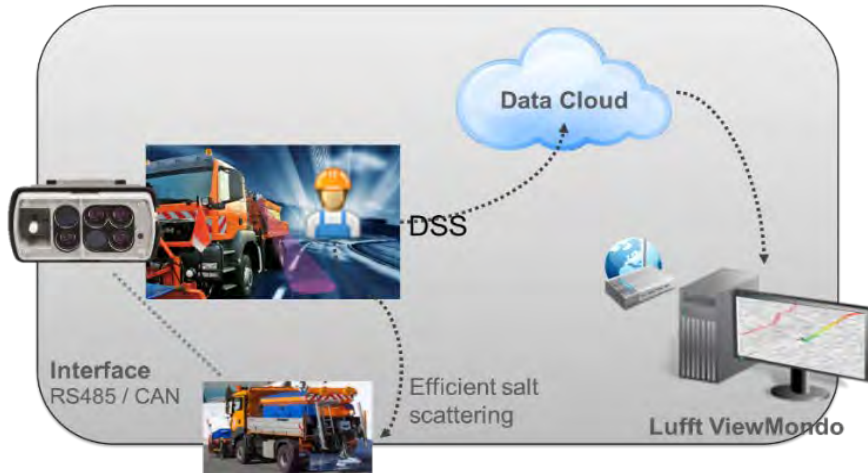 Data Cloud
DSS
Interface
RS485 / CAN
Efficient salt
scattering
Lufft ViewMondo